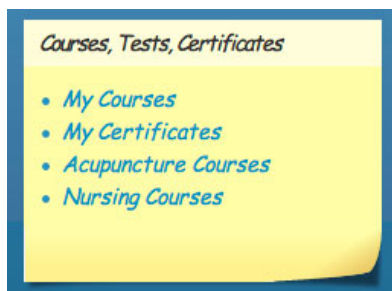 Courses, Tests, Certificates
My Courses
My Certificates
Acupuncture Courses
Nursing Courses